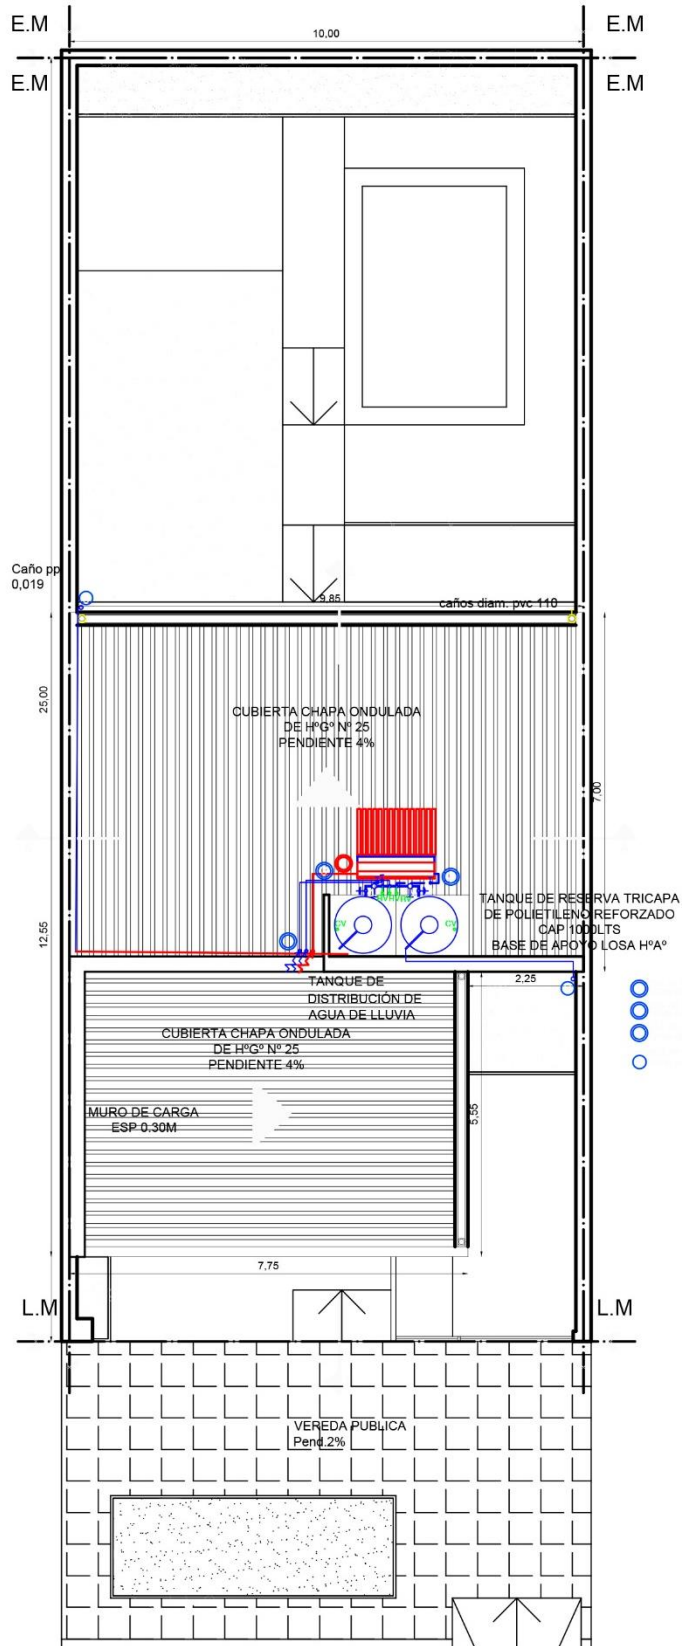 E.M
E.M
10,00
E.M
E.M
Caño pp
0,019
9,85
caños diam. pvc 110
25,00
CUBIERTA CHAPA ONDULADA
DE HºGº Nº 25
PENDIENTE 4%
7,00
12,55
CV
CV
TANQUE DE RESERVA TRICAPA
DE POLIETILENO REFORZADO
CAP 1000LTS
BASE DE APOYO LOSA HºAº
2,25
TANQUE DE
DISTRIBUCIÓN DE
AGUA DE LLUVIA
CUBIERTA CHAPA ONDULADA
DE HºGº Nº 25
PENDIENTE 4%
MURO DE CARGA
ESP 0.30M
5,55
7,75
L.M
L.M
VEREDA PUBLICA
Pend.2%